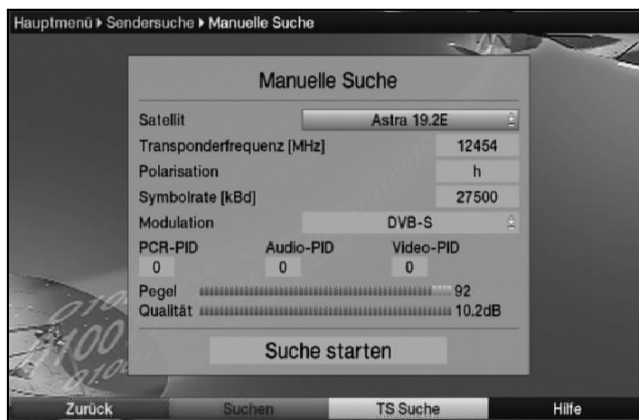 Hauptmenü ▸ Sendersuche ▸ Manuelle Suche
Manuelle Suche
Satellit Astra 19.2E
Transponderfrequenz [MHz] 12454
Polarisation h
Symbolrate [kBd] 27500
Modulation DVB-S
PCR-PID Audio-PID Video-PID
0 0 0
Pegel 92
Qualität 10.2dB
Suche starten
Zurück Suchen TS Suche Hilfe